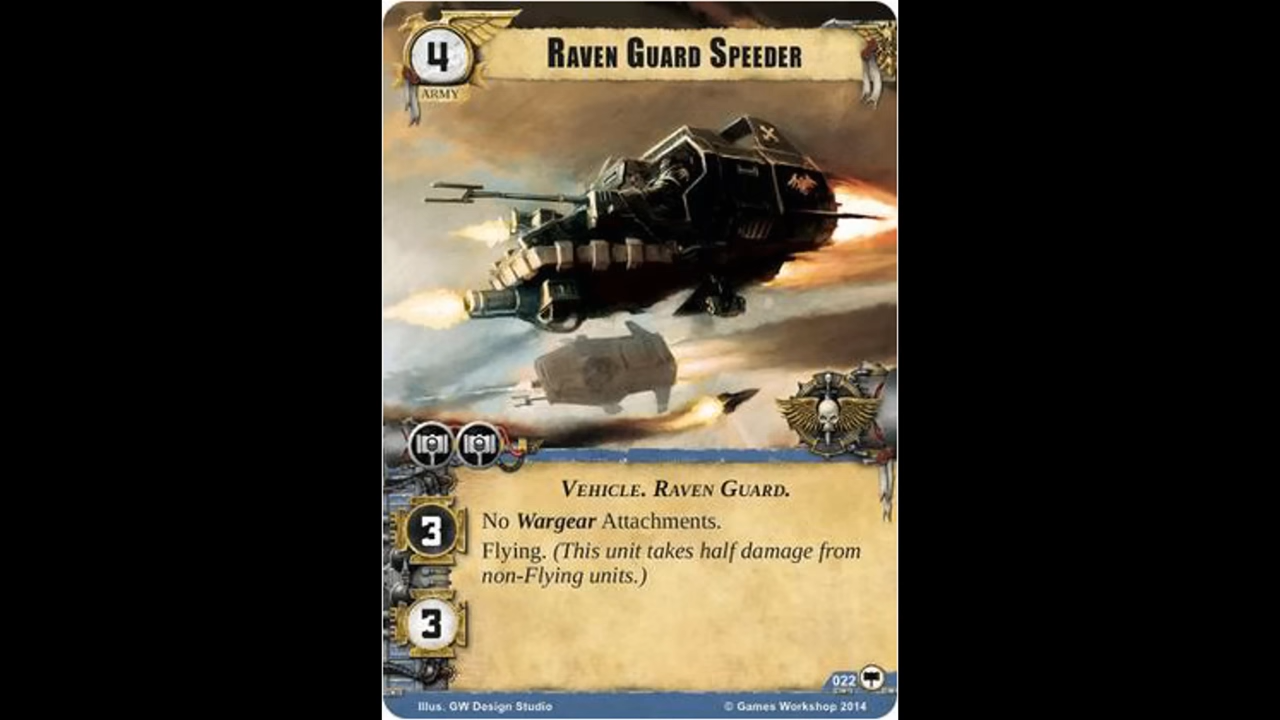 4
RAVEN GUARD SPEEDER
ARMY
VEHICLE. RAVEN GUARD.
3
No Wargear Attachments.
Flying. (This unit takes half damage from
non-Flying units.)
3
022
Illus. GW Design Studio
© Games Workshop 2014